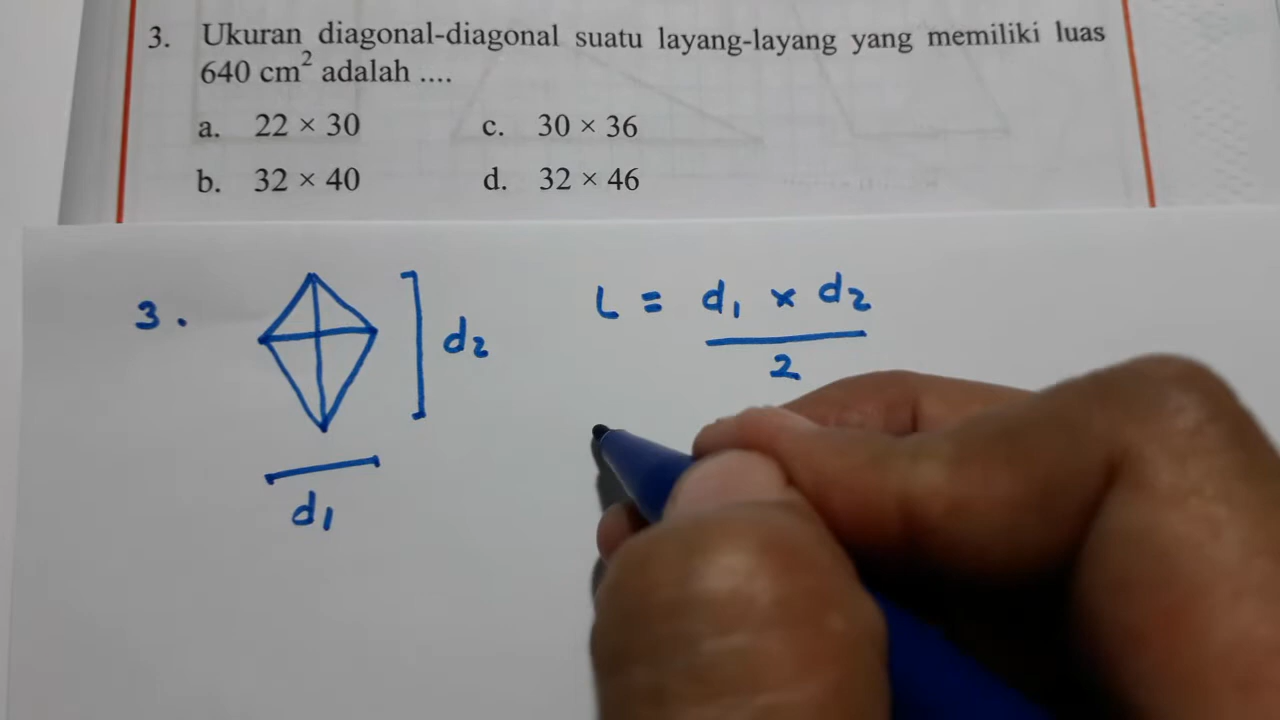 3. Ukuran diagonal-diagonal suatu layang-layang yang memiliki luas
640 cm² adalah ....
a. 22 × 30 c. 30 × 36
b. 32 × 40 d. 32 × 46
3.
d₂
d₁
L = d₁ × d₂
2